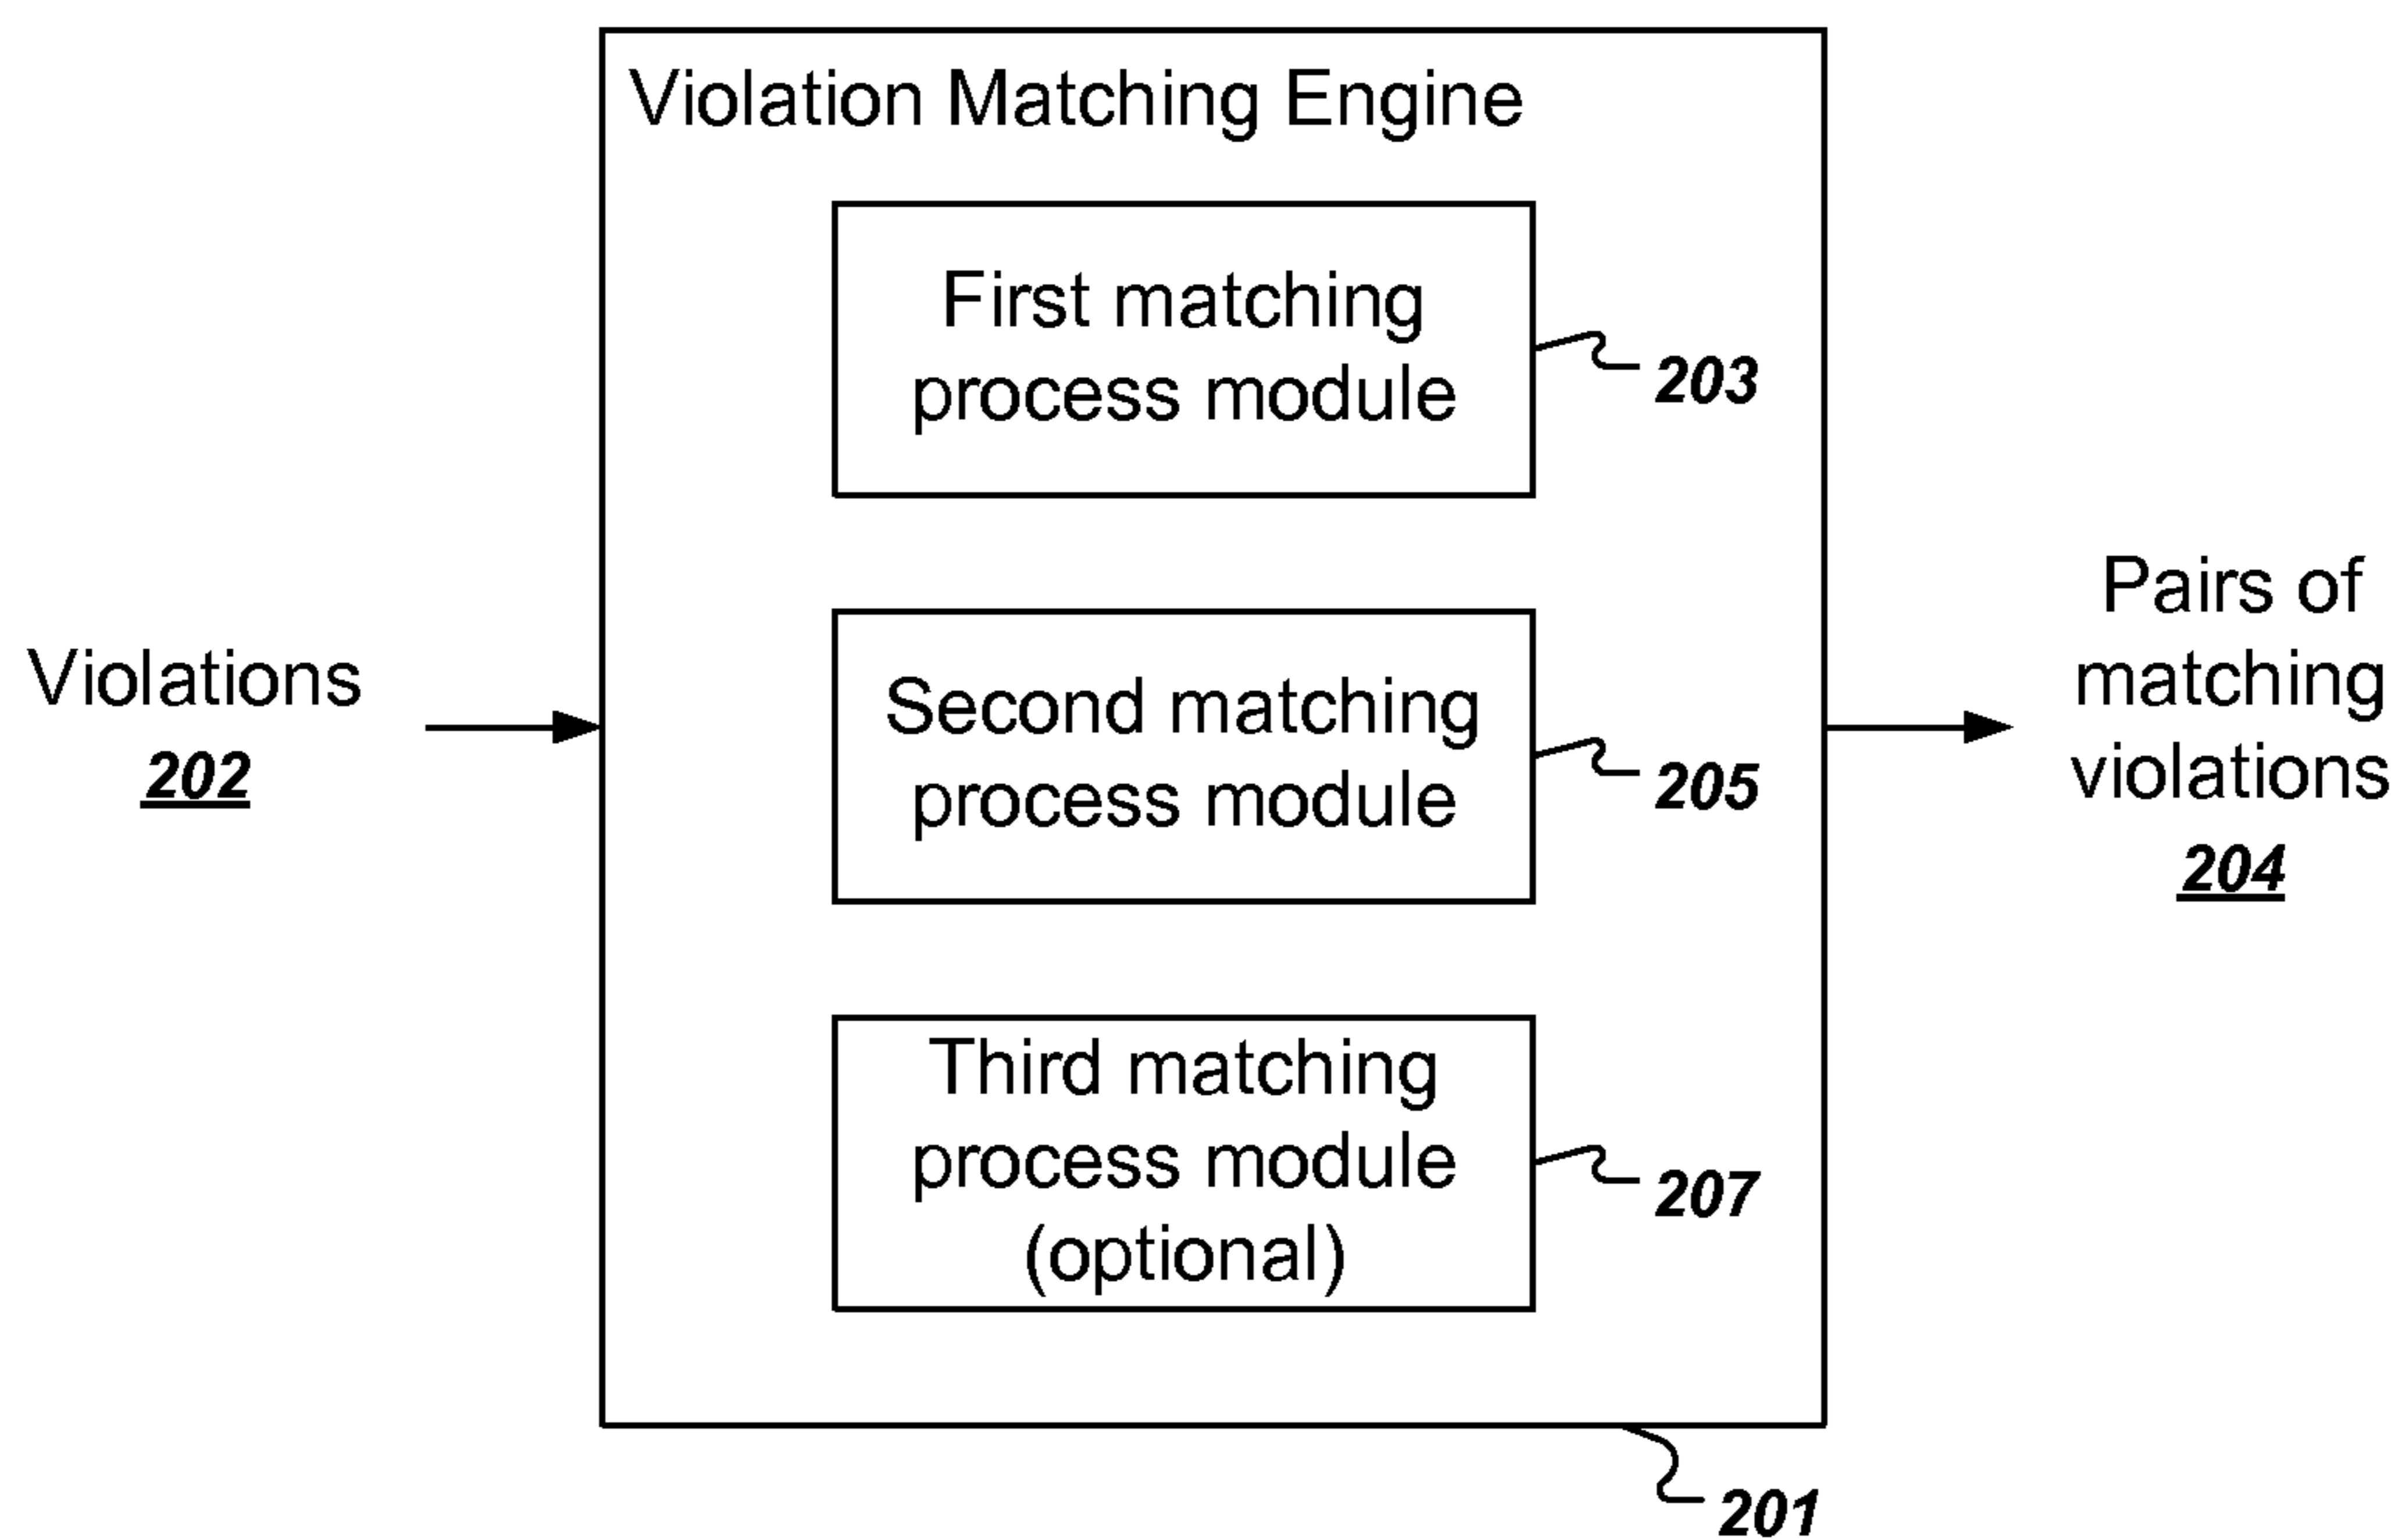 Violation Matching Engine
First matching
process module
203
Second matching
process module
205
Third matching
process module
(optional)
207
201
Violations
202
Pairs of
matching
violations
204